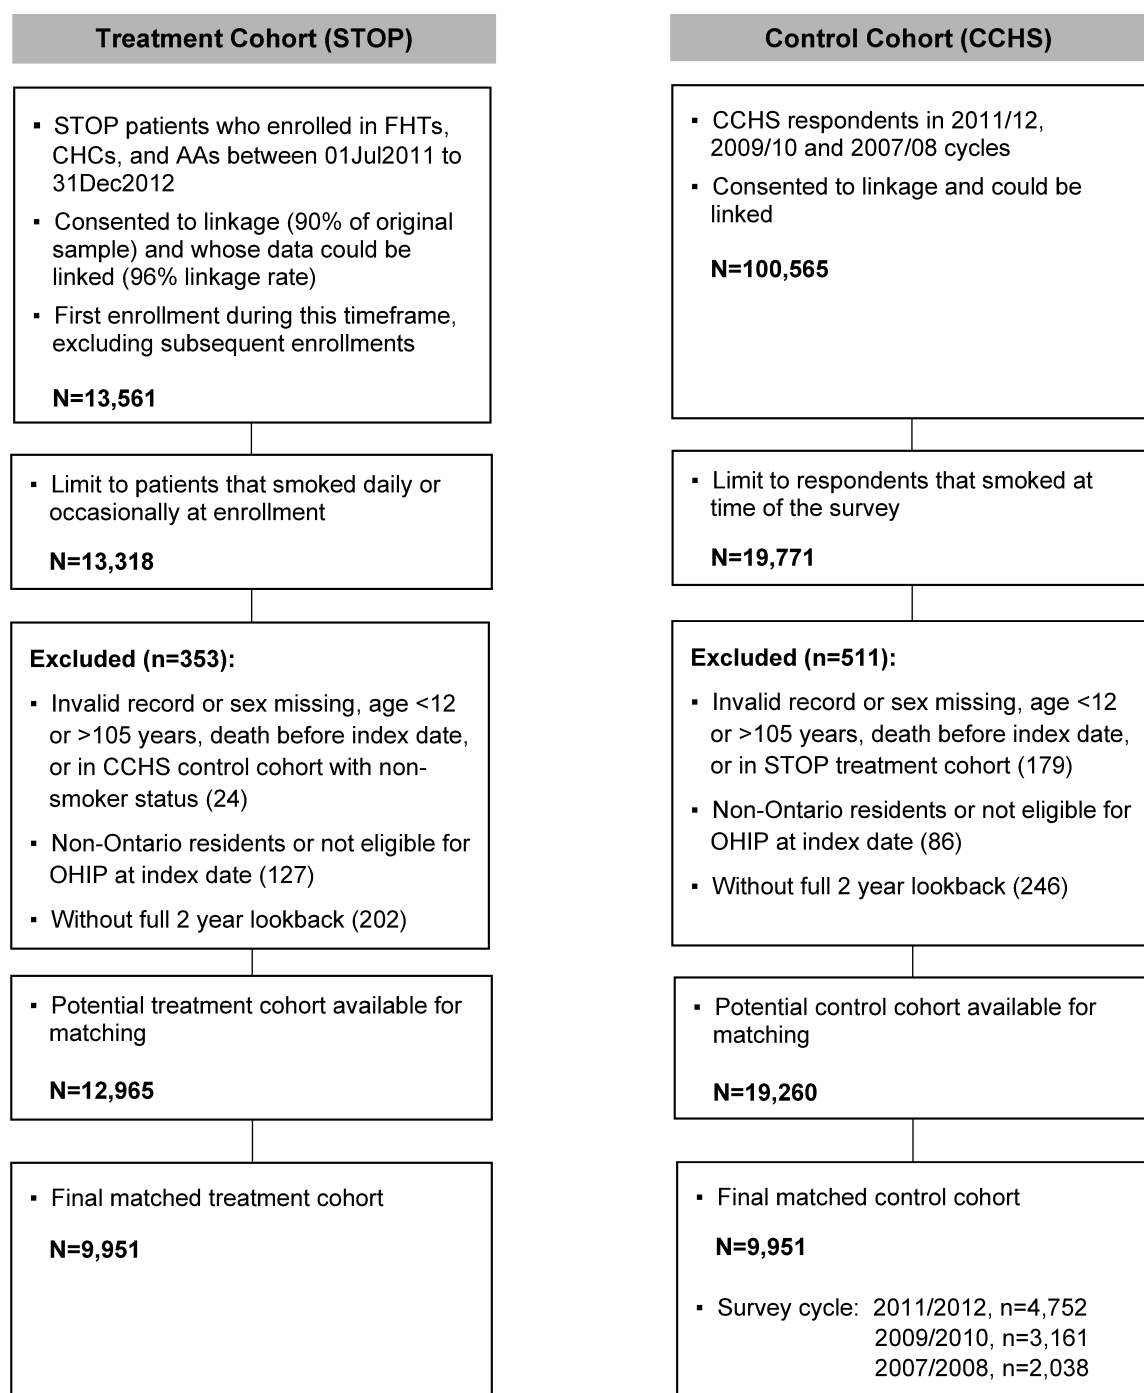 Treatment Cohort (STOP)
▪ STOP patients who enrolled in FHTs,
CHCs, and AAs between 01Jul2011 to
31Dec2012
▪ Consented to linkage (90% of original
sample) and whose data could be
linked (96% linkage rate)
▪ First enrollment during this timeframe,
excluding subsequent enrollments
N=13,561
▪ Limit to patients that smoked daily or
occasionally at enrollment
N=13,318
Excluded (n=353):
▪ Invalid record or sex missing, age <12
or >105 years, death before index date,
or in CCHS control cohort with non-
smoker status (24)
▪ Non-Ontario residents or not eligible for
OHIP at index date (127)
▪ Without full 2 year lookback (202)
▪ Potential treatment cohort available for
matching
N=12,965
▪ Final matched treatment cohort
N=9,951
Control Cohort (CCHS)
▪ CCHS respondents in 2011/12,
2009/10 and 2007/08 cycles
▪ Consented to linkage and could be
linked
N=100,565
▪ Limit to respondents that smoked at
time of the survey
N=19,771
Excluded (n=511):
▪ Invalid record or sex missing, age <12
or >105 years, death before index date,
or in STOP treatment cohort (179)
▪ Non-Ontario residents or not eligible for
OHIP at index date (86)
▪ Without full 2 year lookback (246)
▪ Potential control cohort available for
matching
N=19,260
▪ Final matched control cohort
N=9,951
▪ Survey cycle: 2011/2012, n=4,752
2009/2010, n=3,161
2007/2008, n=2,038